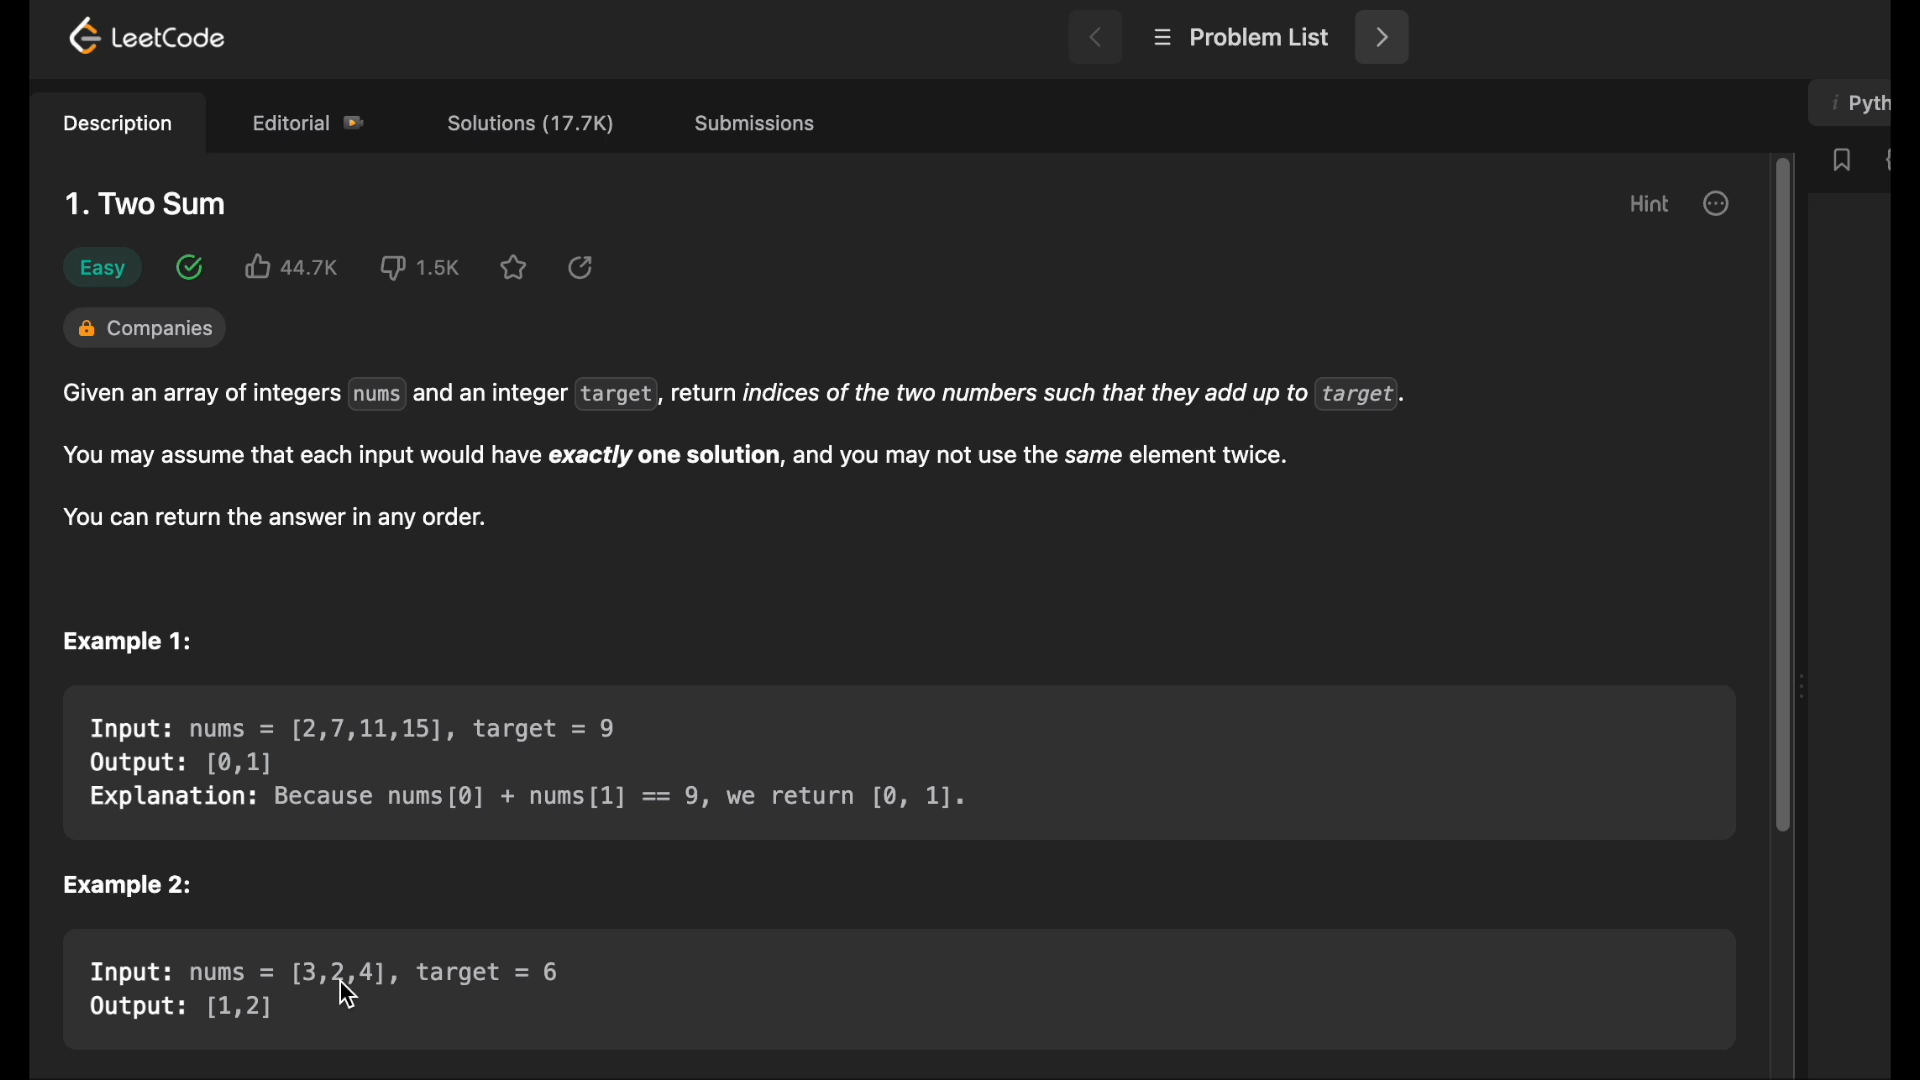 LeetCode
Problem List
Description
Editorial
Solutions (17.7K)
Submissions
i Pyth
1. Two Sum
Hint
Easy
44.7K
1.5K
Companies
Given an array of integers nums and an integer target, return indices of the two numbers such that they add up to target.
You may assume that each input would have exactly one solution, and you may not use the same element twice.
You can return the answer in any order.
Example 1:
Input: nums = [2,7,11,15], target = 9
Output: [0,1]
Explanation: Because nums[0] + nums[1] == 9, we return [0, 1].
Example 2:
Input: nums = [3,2,4], target = 6
Output: [1,2]